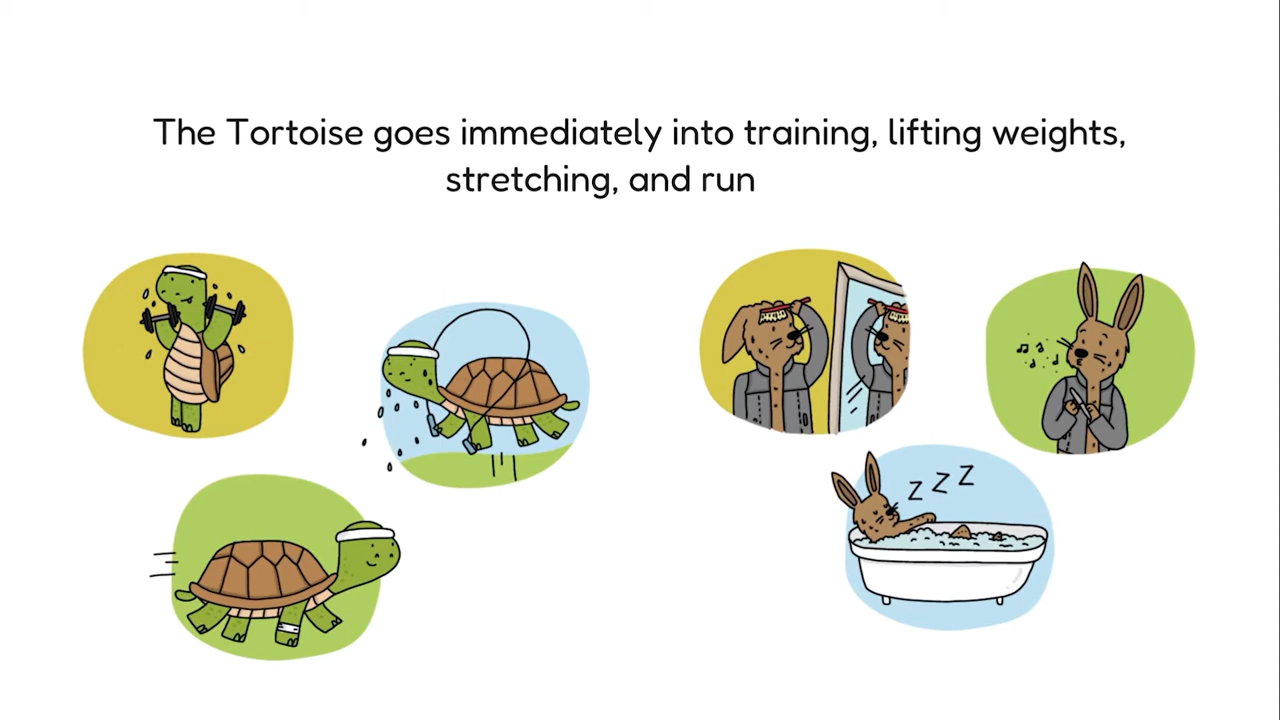 The Tortoise goes immediately into training, lifting weights,
stretching, and run
z z z